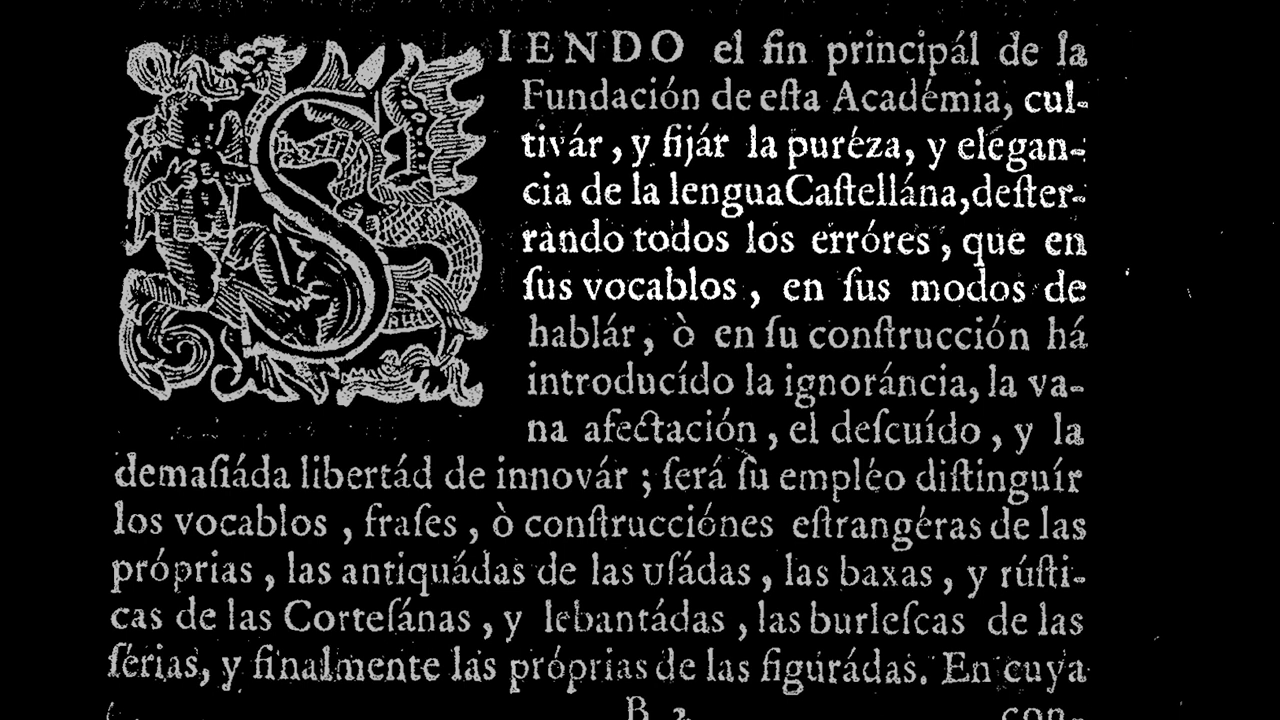 SIENDO el fin principál de la
Fundación de eſta Académia, cul-
tivár, y fijár la puréza, y elegan-
cia de la lengua Caſtellána, deſter-
rando todos los erróres, que en
ſus vocablos, en ſus modos de
hablár, ò en ſu conſtrucción há
introducído la ignoráncia, la va-
na afectación, el deſcuído, y la
demaſiáda libertád de innovár; ſerá ſu empléo diſtinguír
los vocablos, fraſes, ò conſtrucciónes eſtrangéras de las
próprias, las antiquádas de las uſádas, las baxas, y rúſti-
cas de las Corteſánas, y lebantádas, las burleſcas de las
ſérias, y finalmente las próprias de las figurádas. En cuya
B 2 con-